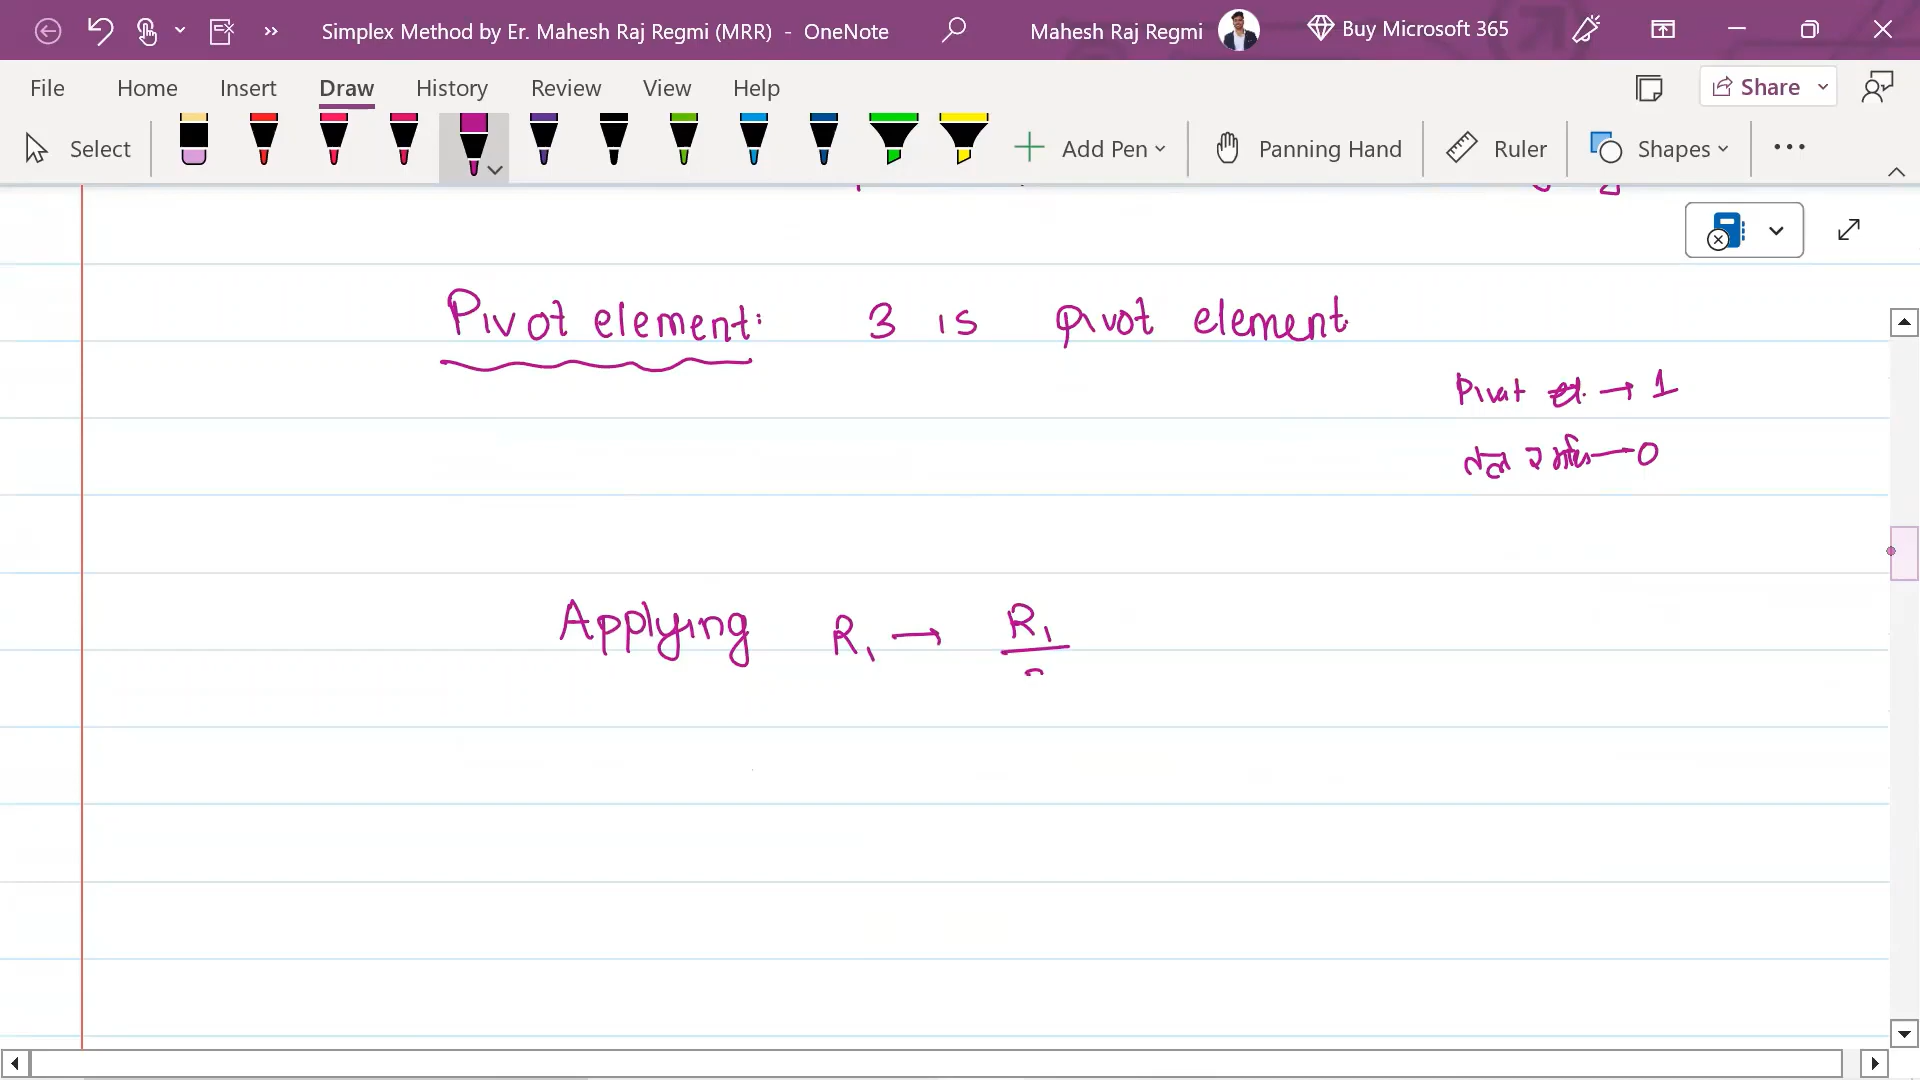 Simplex Method by Er. Mahesh Raj Regmi (MRR) - OneNote
Mahesh Raj Regmi
Buy Microsoft 365
File Home Insert Draw History Review View Help
Share
Select
Add Pen
Panning Hand
Ruler
Shapes
Pivot element: 3 is pivot element.
Pivot el. → 1
0
Applying R₁ → R₁